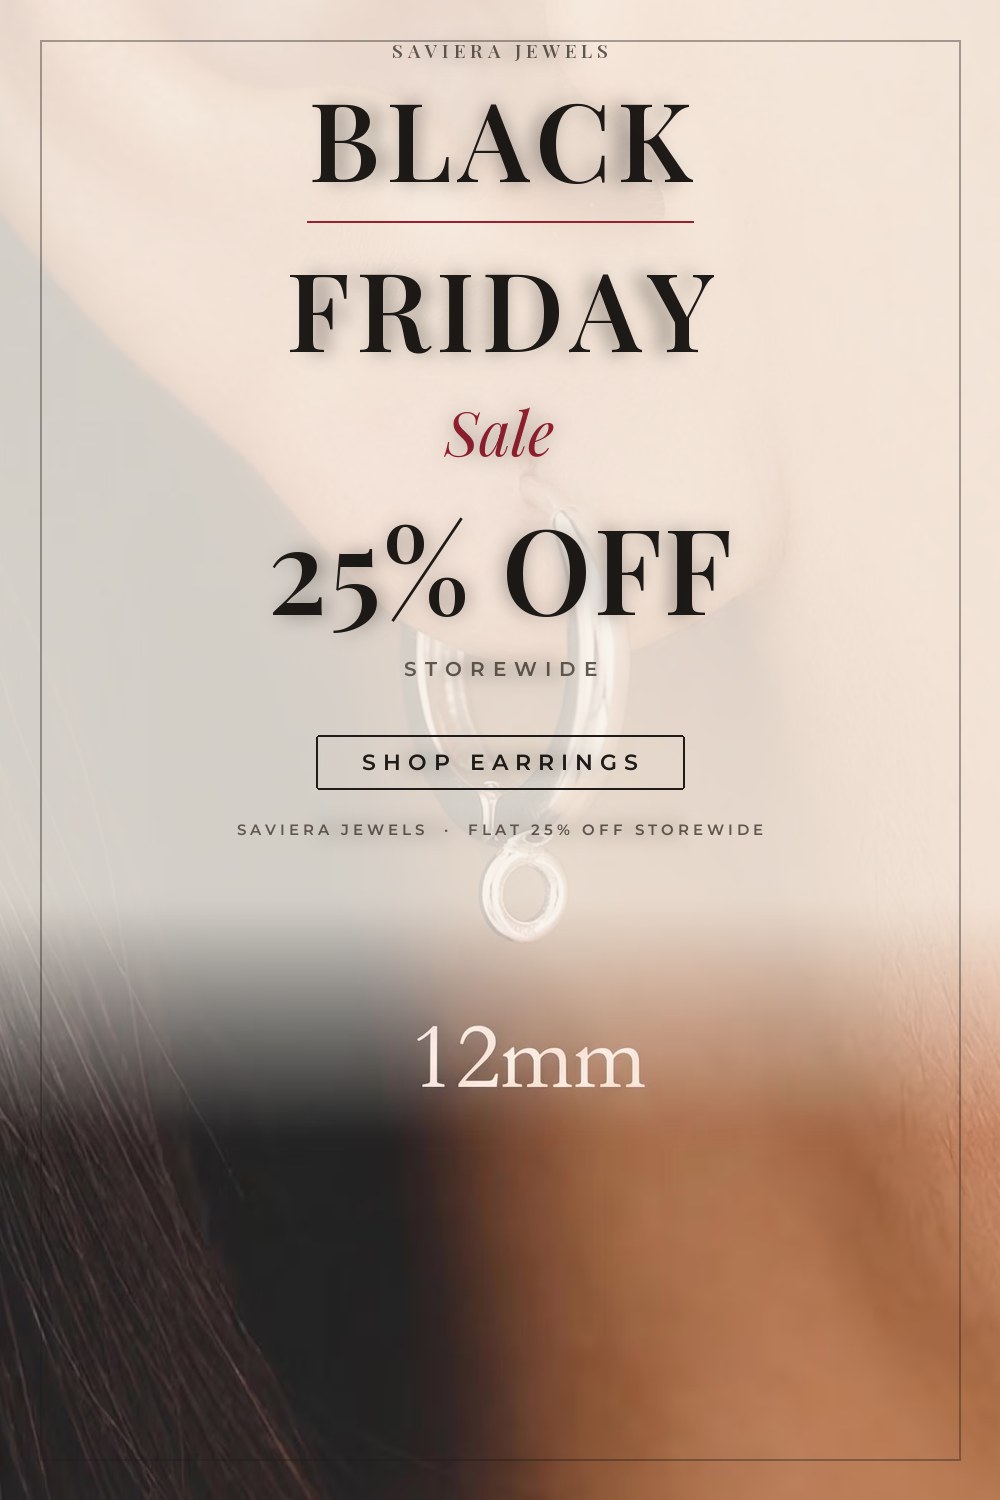 SAVIERA JEWELS
BLACK
FRIDAY
Sale
25% OFF
STOREWIDE
SHOP EARRINGS
SAVIERA JEWELS · FLAT 25% OFF STOREWIDE
12mm